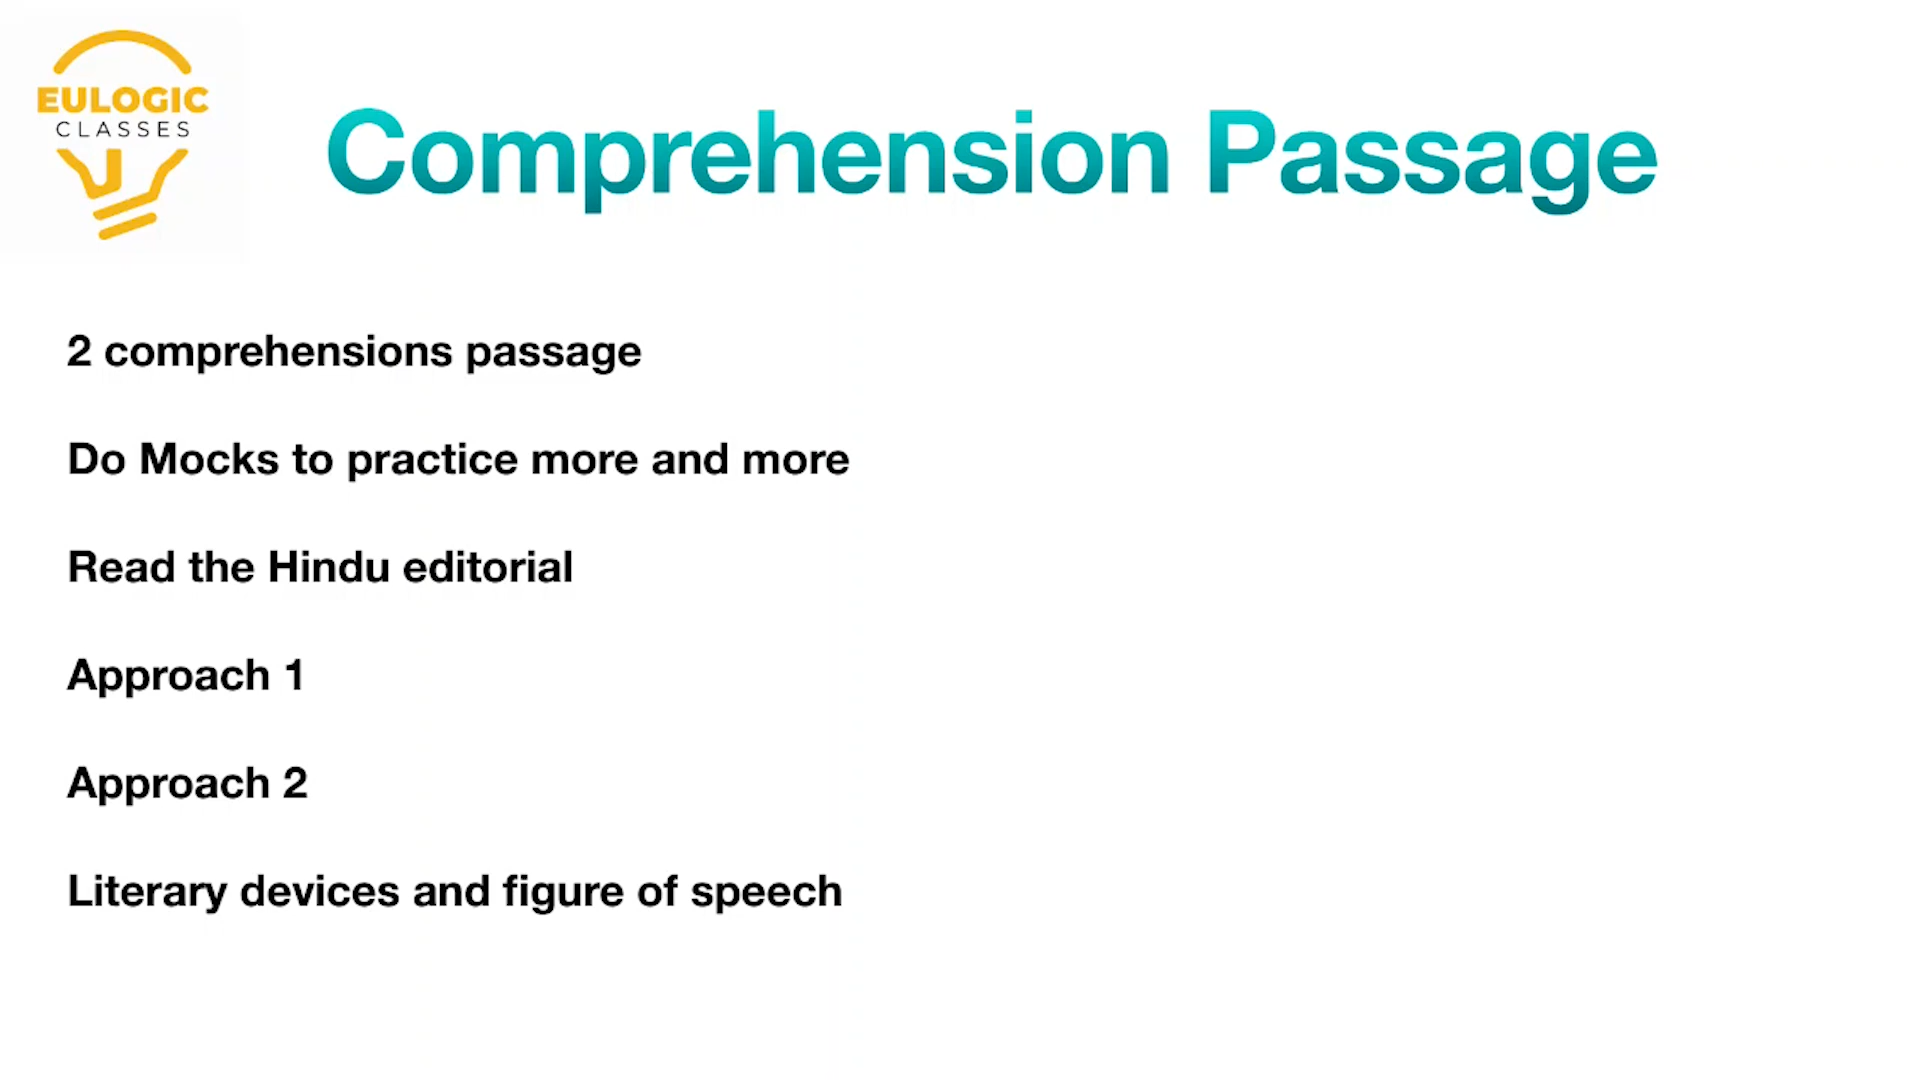 EULOGIC
CLASSES
Comprehension Passage
2 comprehensions passage
Do Mocks to practice more and more
Read the Hindu editorial
Approach 1
Approach 2
Literary devices and figure of speech